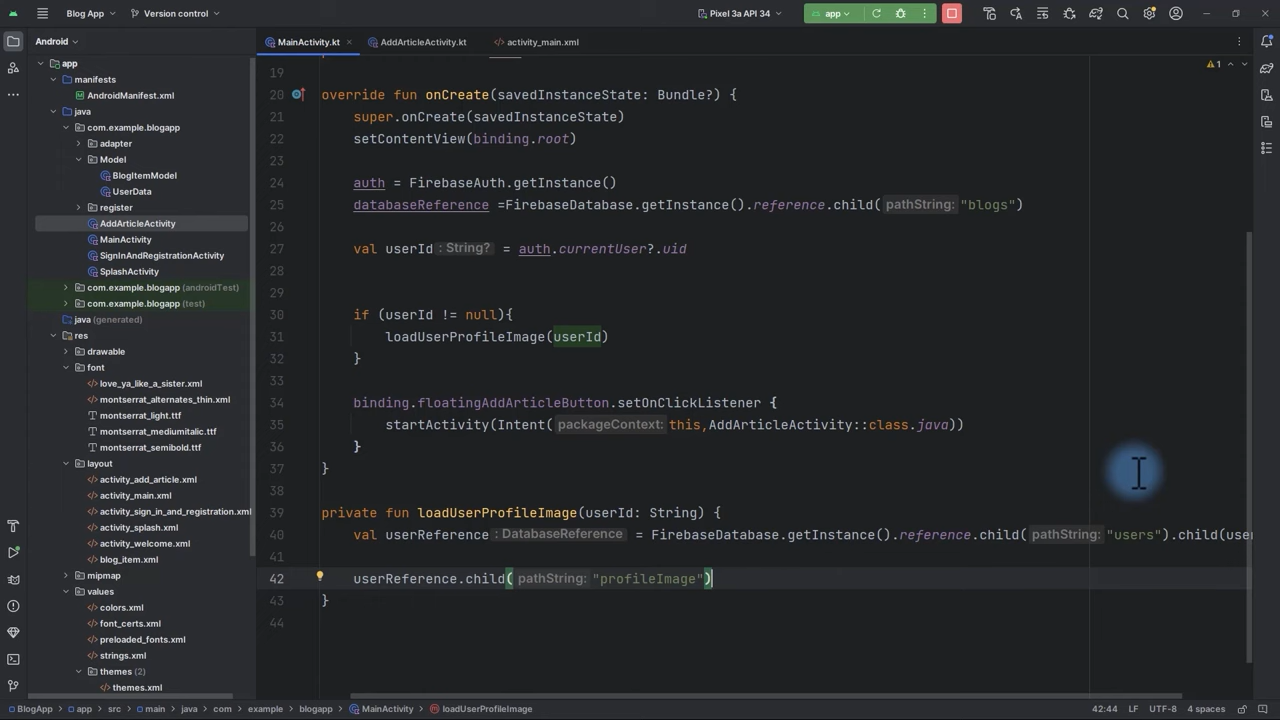 Blog App
Version control
Pixel 3a API 34
app
Android
MainActivity.kt
AddArticleActivity.kt
activity_main.xml
1
app
manifests
AndroidManifest.xml
java
com.example.blogapp
adapter
Model
BlogItemModel
UserData
register
AddArticleActivity
MainActivity
SignInAndRegistrationActivity
SplashActivity
com.example.blogapp (androidTest)
com.example.blogapp (test)
java (generated)
res
drawable
font
love_ya_like_a_sister.xml
montserrat_alternates_thin.xml
montserrat_light.ttf
montserrat_mediumitalic.ttf
montserrat_semibold.ttf
layout
activity_add_article.xml
activity_main.xml
activity_sign_in_and_registration.xml
activity_splash.xml
activity_welcome.xml
blog_item.xml
mipmap
values
colors.xml
font_certs.xml
preloaded_fonts.xml
strings.xml
themes (2)
themes.xml
19
20 override fun onCreate(savedInstanceState: Bundle?) {
21 super.onCreate(savedInstanceState)
22 setContentView(binding.root)
23
24 auth = FirebaseAuth.getInstance()
25 databaseReference =FirebaseDatabase.getInstance().reference.child( pathString: "blogs")
26
27 val userId : String? = auth.currentUser?.uid
28
29
30 if (userId != null){
31 loadUserProfileImage(userId)
32 }
33
34 binding.floatingAddArticleButton.setOnClickListener {
35 startActivity(Intent( packageContext: this,AddArticleActivity::class.java))
36 }
37 }
38
39 private fun loadUserProfileImage(userId: String) {
40 val userReference : DatabaseReference = FirebaseDatabase.getInstance().reference.child( pathString: "users").child(use
41
42 userReference.child( pathString: "profileImage")
43 }
44
BlogApp > app > src > main > java > com > example > blogapp > MainActivity > loadUserProfileImage
42:44 LF UTF-8 4 spaces